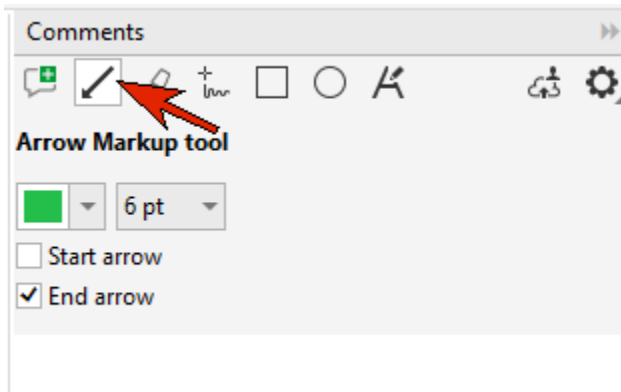 Comments
Arrow Markup tool
6 pt
Start arrow
End arrow